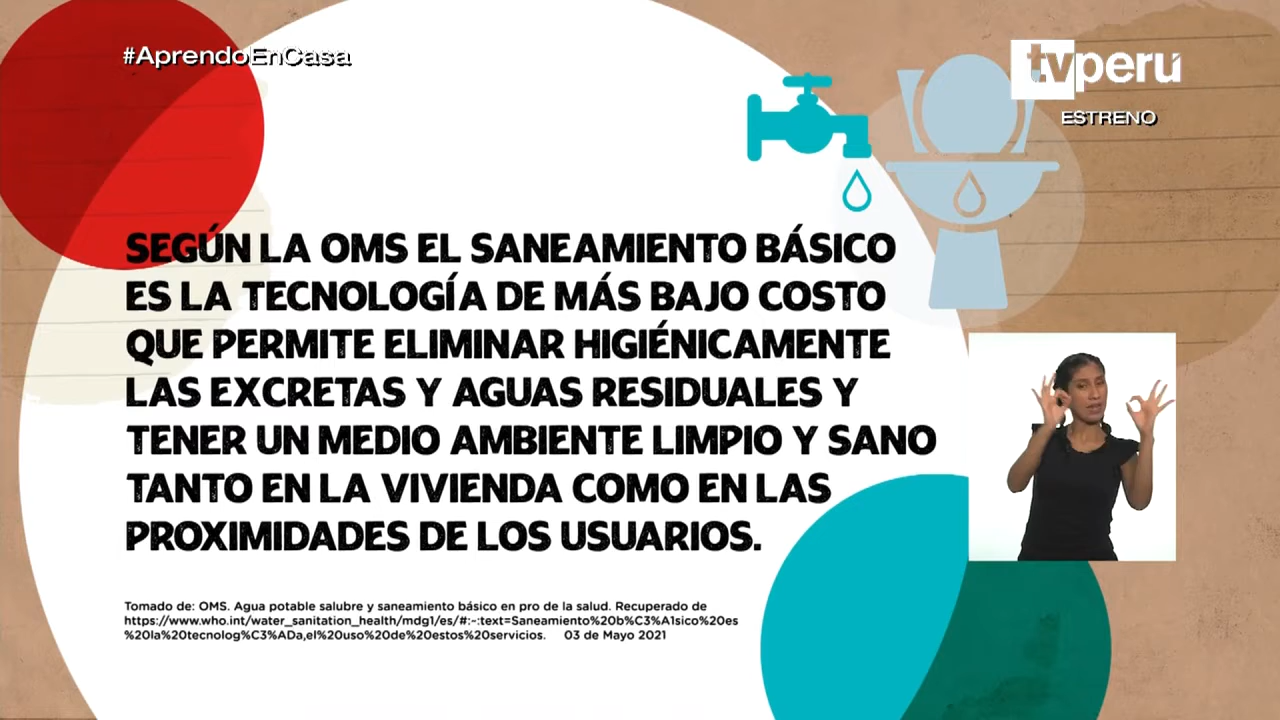 #AprendoEnCasa
tvperú
ESTRENO
SEGÚN LA OMS EL SANEAMIENTO BÁSICO
ES LA TECNOLOGÍA DE MÁS BAJO COSTO
QUE PERMITE ELIMINAR HIGIÉNICAMENTE
LAS EXCRETAS Y AGUAS RESIDUALES Y
TENER UN MEDIO AMBIENTE LIMPIO Y SANO
TANTO EN LA VIVIENDA COMO EN LAS
PROXIMIDADES DE LOS USUARIOS.
Tomado de: OMS. Agua potable salubre y saneamiento básico en pro de la salud. Recuperado de
https://www.who.int/water_sanitation_health/mdg1/es/#:~:text=Saneamiento%20b%C3%A1sico%20es
%20la%20tecnolog%C3%ADa,el%20uso%20de%20estos%20servicios. 03 de Mayo 2021